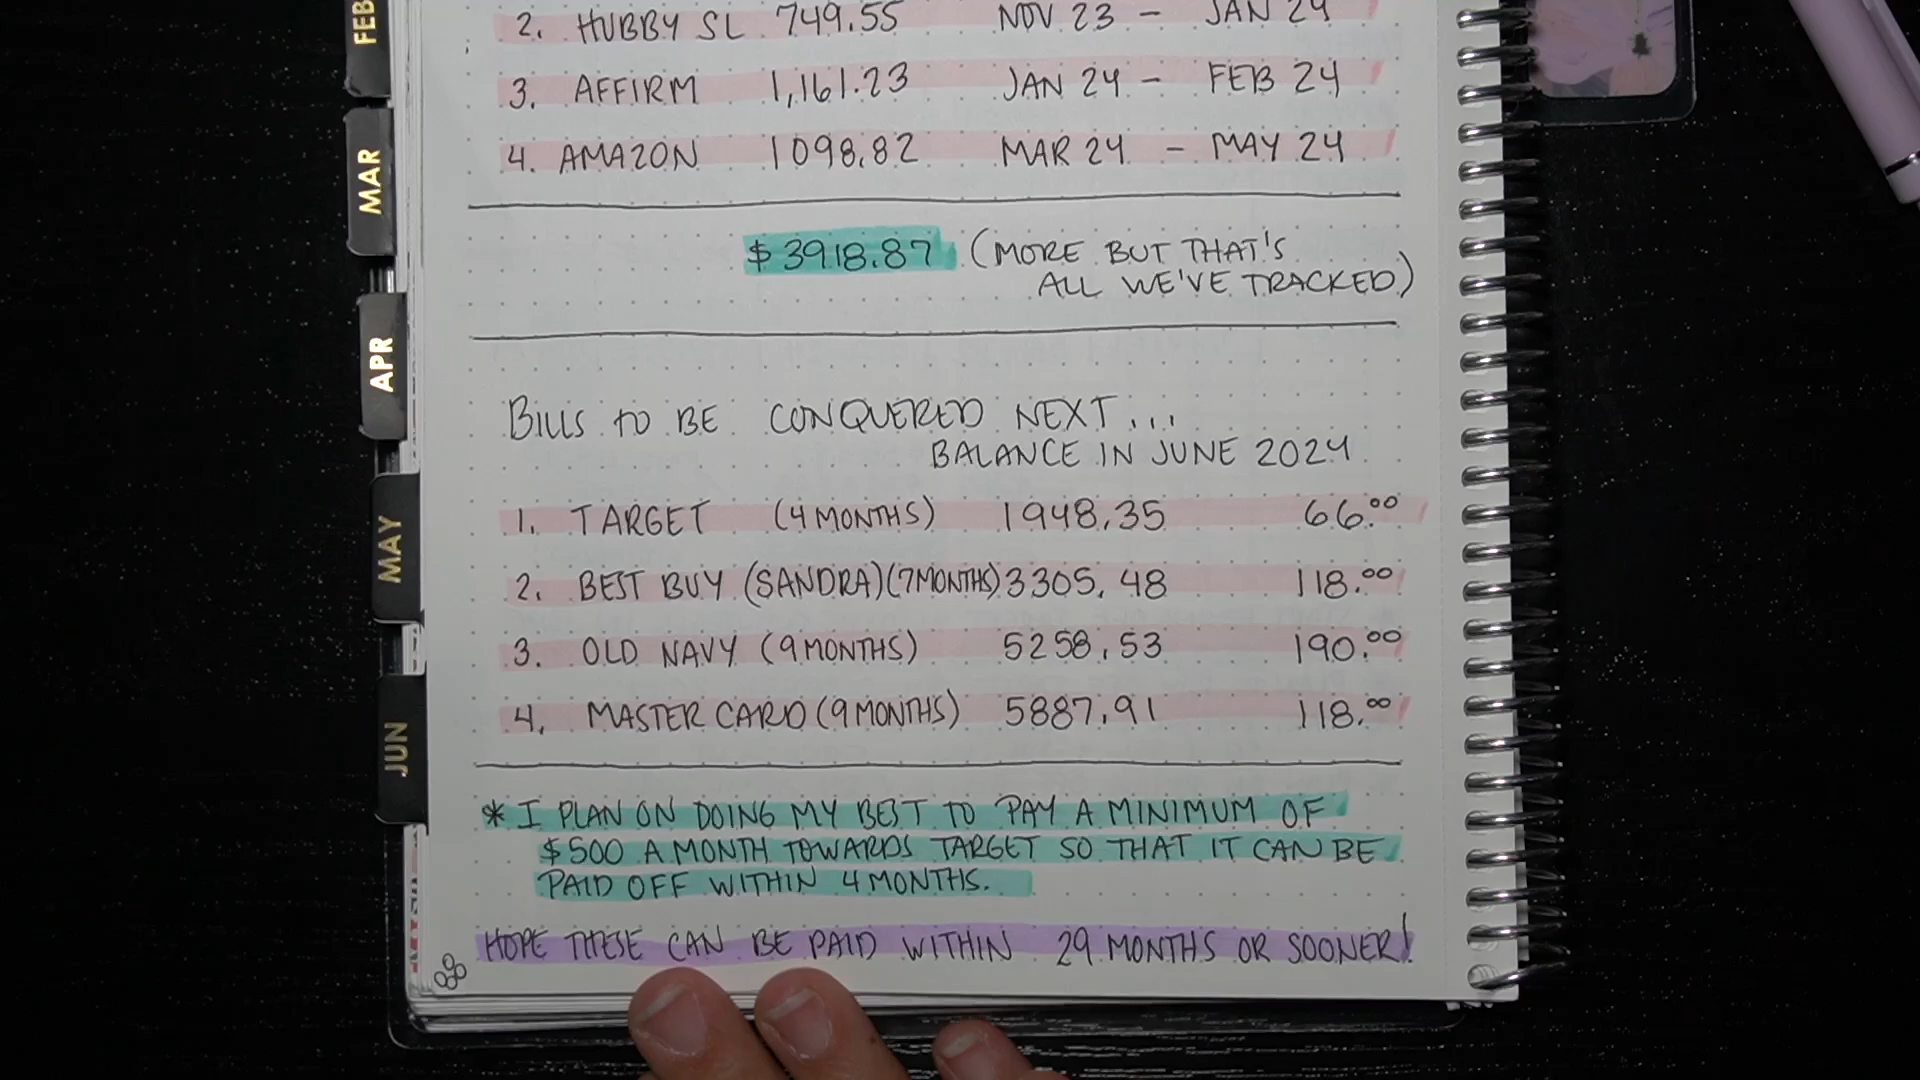 FEB
MAR
APR
MAY
JUN
2. HUBBY SL 749.55 NOV 23 - JAN 24
3. AFFIRM 1,161.23 JAN 24 - FEB 24
4. AMAZON 1098.82 MAR 24 - MAY 24
$3918.87 (MORE BUT THAT'S
ALL WE'VE TRACKED)
BILLS TO BE CONQUERED NEXT...
BALANCE IN JUNE 2024
1. TARGET (4 MONTHS) 1948.35 66.00
2. BEST BUY (SANDRA) (7 MONTHS) 3305.48 118.00
3. OLD NAVY (9 MONTHS) 5258.53 190.00
4. MASTER CARD (9 MONTHS) 5887.91 118.00
* I PLAN ON DOING MY BEST TO PAY A MINIMUM OF
$500 A MONTH TOWARDS TARGET SO THAT IT CAN BE
PAID OFF WITHIN 4 MONTHS.
HOPE THESE CAN BE PAID WITHIN 29 MONTHS OR SOONER!